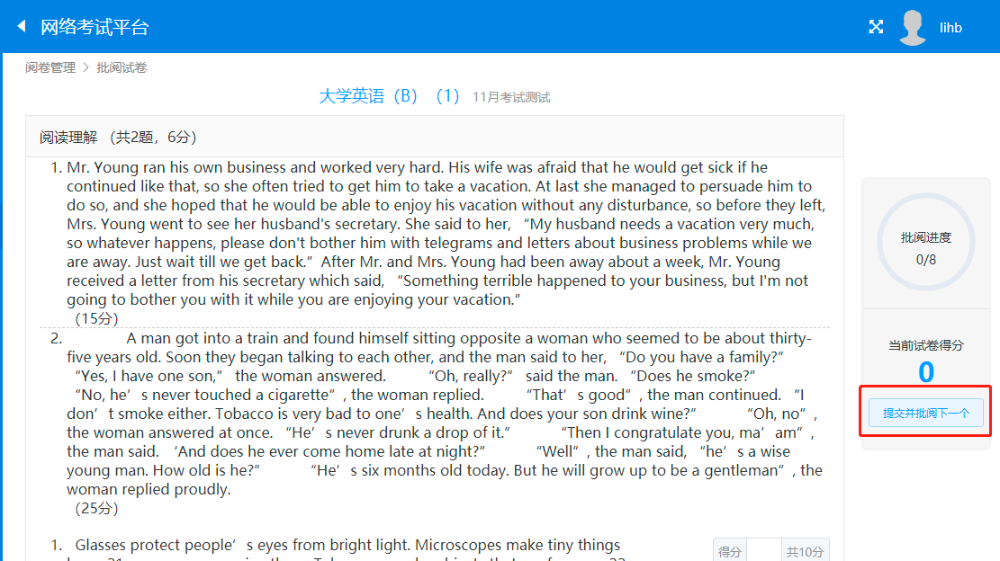 网络考试平台
lihb
阅卷管理 > 批阅试卷
大学英语（B）（1） 11月考试测试
阅读理解 （共2题，6分）
1. Mr. Young ran his own business and worked very hard. His wife was afraid that he would get sick if he
continued like that, so she often tried to get him to take a vacation. At last she managed to persuade him to
do so, and she hoped that he would be able to enjoy his vacation without any disturbance, so before they left,
Mrs. Young went to see her husband's secretary. She said to her, “My husband needs a vacation very much,
so whatever happens, please don't bother him with telegrams and letters about business problems while we
are away. Just wait till we get back.” After Mr. and Mrs. Young had been away about a week, Mr. Young
received a letter from his secretary which said, “Something terrible happened to your business, but I'm not
going to bother you with it while you are enjoying your vacation.”
（15分）
2. A man got into a train and found himself sitting opposite a woman who seemed to be about thirty-
five years old. Soon they began talking to each other, and the man said to her, “Do you have a family?”
“Yes, I have one son,” the woman answered. “Oh, really?” said the man. “Does he smoke?”
“No, he’s never touched a cigarette”, the woman replied. “That’s good”, the man continued. “I
don’t smoke either. Tobacco is very bad to one’s health. And does your son drink wine?” “Oh, no”,
the woman answered at once. “He’s never drunk a drop of it.” “Then I congratulate you, ma’am”,
the man said. ‘And does he ever come home late at night?” “Well”, the man said, “he’s a wise
young man. How old is he?” “He’s six months old today. But he will grow up to be a gentleman”, the
woman replied proudly.
（25分）
1. Glasses protect people’s eyes from bright light. Microscopes make tiny things
得分 共10分
批阅进度
0/8
当前试卷得分
0
提交并批阅下一个